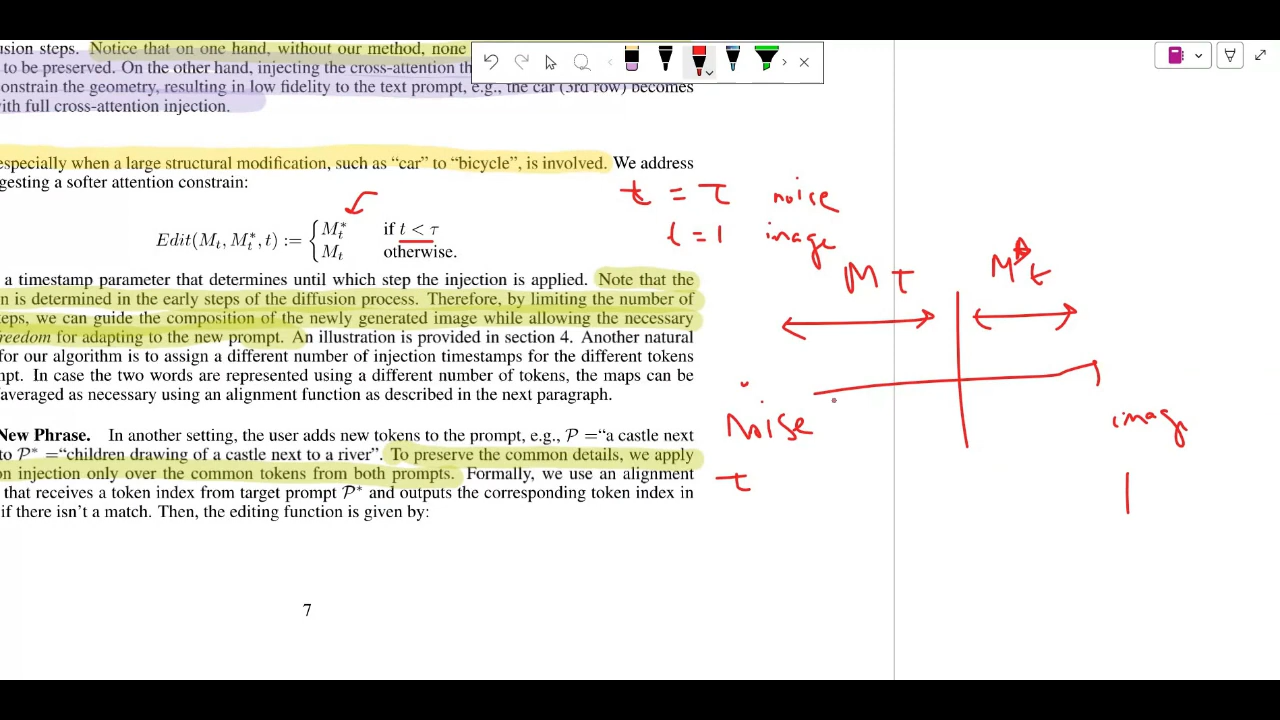 usion steps. Notice that on one hand, without our method, none
to be preserved. On the other hand, injecting the cross-attention th
constrain the geometry, resulting in low fidelity to the text prompt, e.g., the car (3rd row) becomes
with full cross-attention injection.
especially when a large structural modification, such as “car” to “bicycle”, is involved. We address
gesting a softer attention constrain:
Edit(M_t, M_t^*, t) := { M_t^* if t < τ
M_t otherwise.
a timestamp parameter that determines until which step the injection is applied. Note that the
n is determined in the early steps of the diffusion process. Therefore, by limiting the number of
teps, we can guide the composition of the newly generated image while allowing the necessary
freedom for adapting to the new prompt. An illustration is provided in section 4. Another natural
for our algorithm is to assign a different number of injection timestamps for the different tokens
mpt. In case the two words are represented using a different number of tokens, the maps can be
/averaged as necessary using an alignment function as described in the next paragraph.
New Phrase. In another setting, the user adds new tokens to the prompt, e.g., P =“a castle next
to P* =“children drawing of a castle next to a river”. To preserve the common details, we apply
on injection only over the common tokens from both prompts. Formally, we use an alignment
that receives a token index from target prompt P* and outputs the corresponding token index in
if there isn't a match. Then, the editing function is given by:
7
t = τ noise
t = 1 image
M t
M* t
Noise
image
t
1